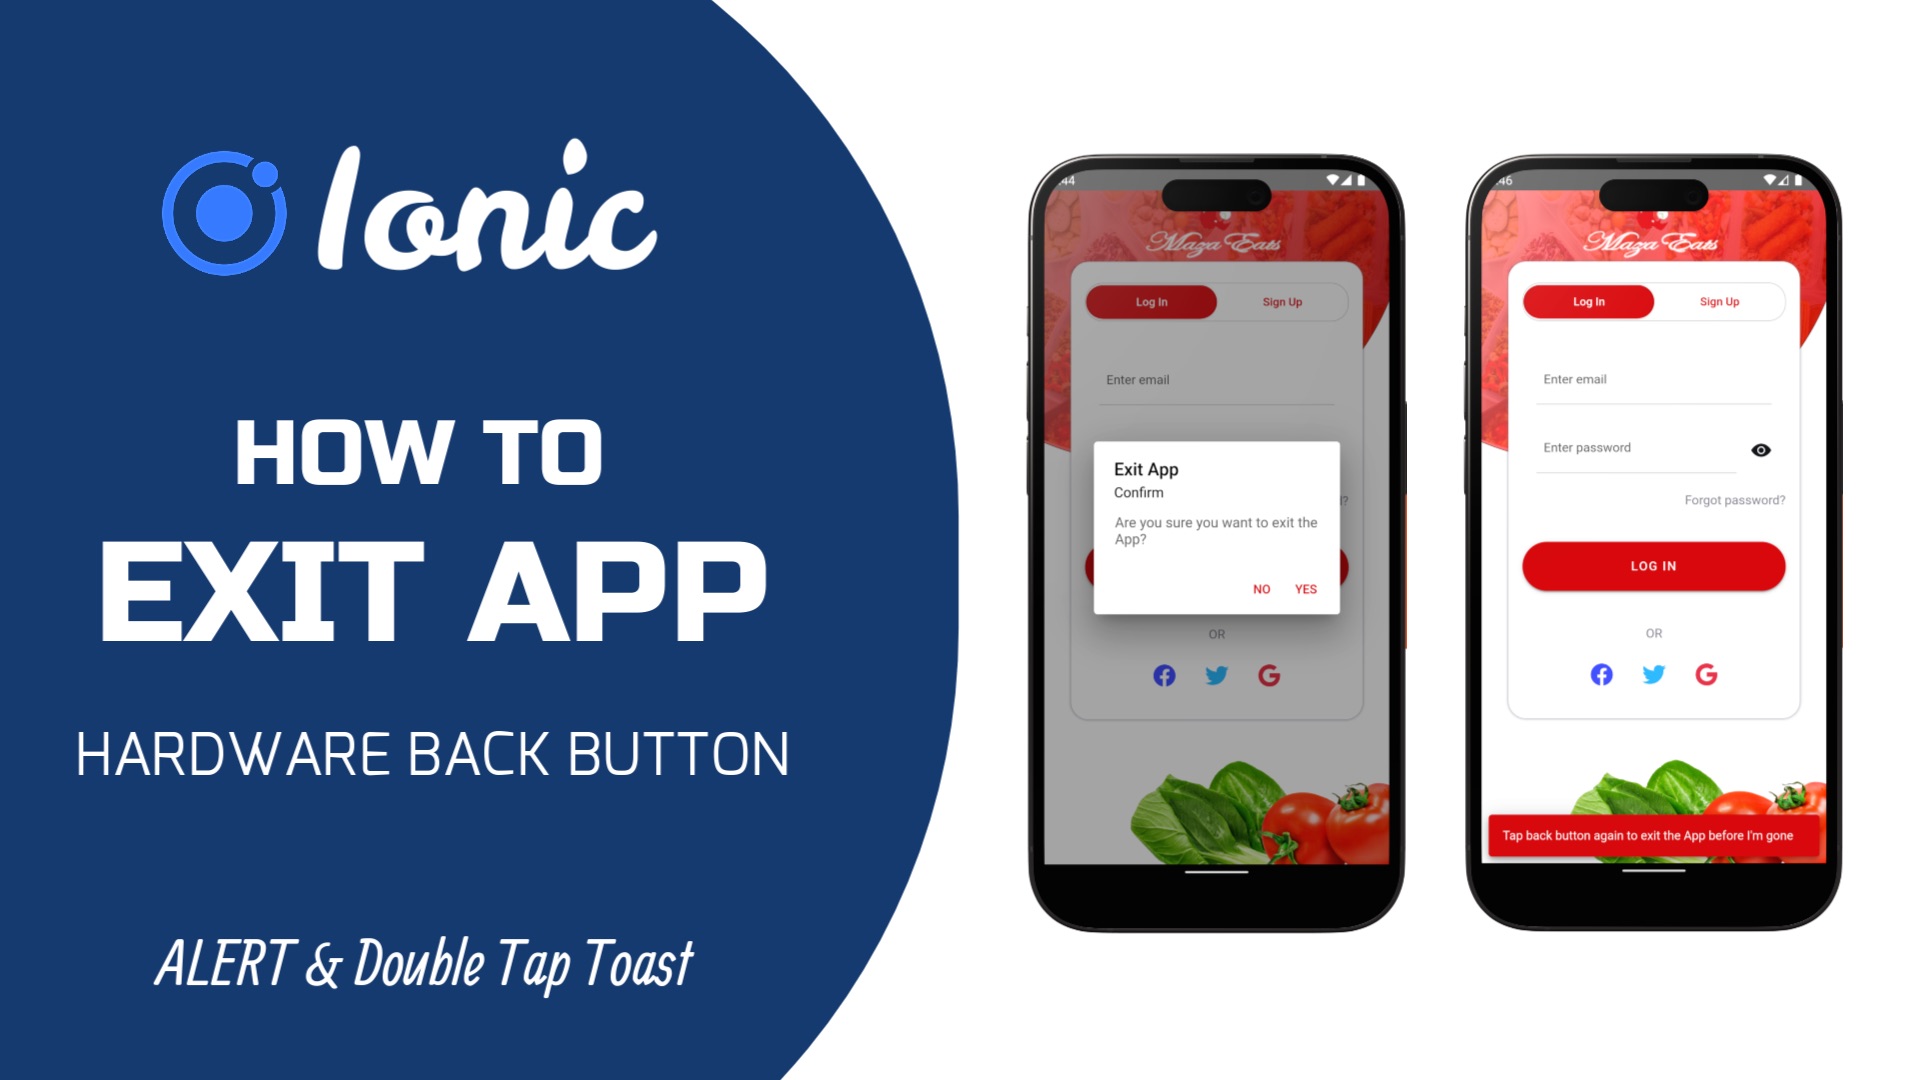 Ionic
HOW TO
EXIT APP
HARDWARE BACK BUTTON
ALERT & Double Tap Toast
:44
Maza Eats
Log In
Sign Up
Enter email
Exit App
Confirm
Are you sure you want to exit the
App?
NO
YES
OR
:46
Maza Eats
Log In
Sign Up
Enter email
Enter password
Forgot password?
LOG IN
OR
Tap back button again to exit the App before I'm gone